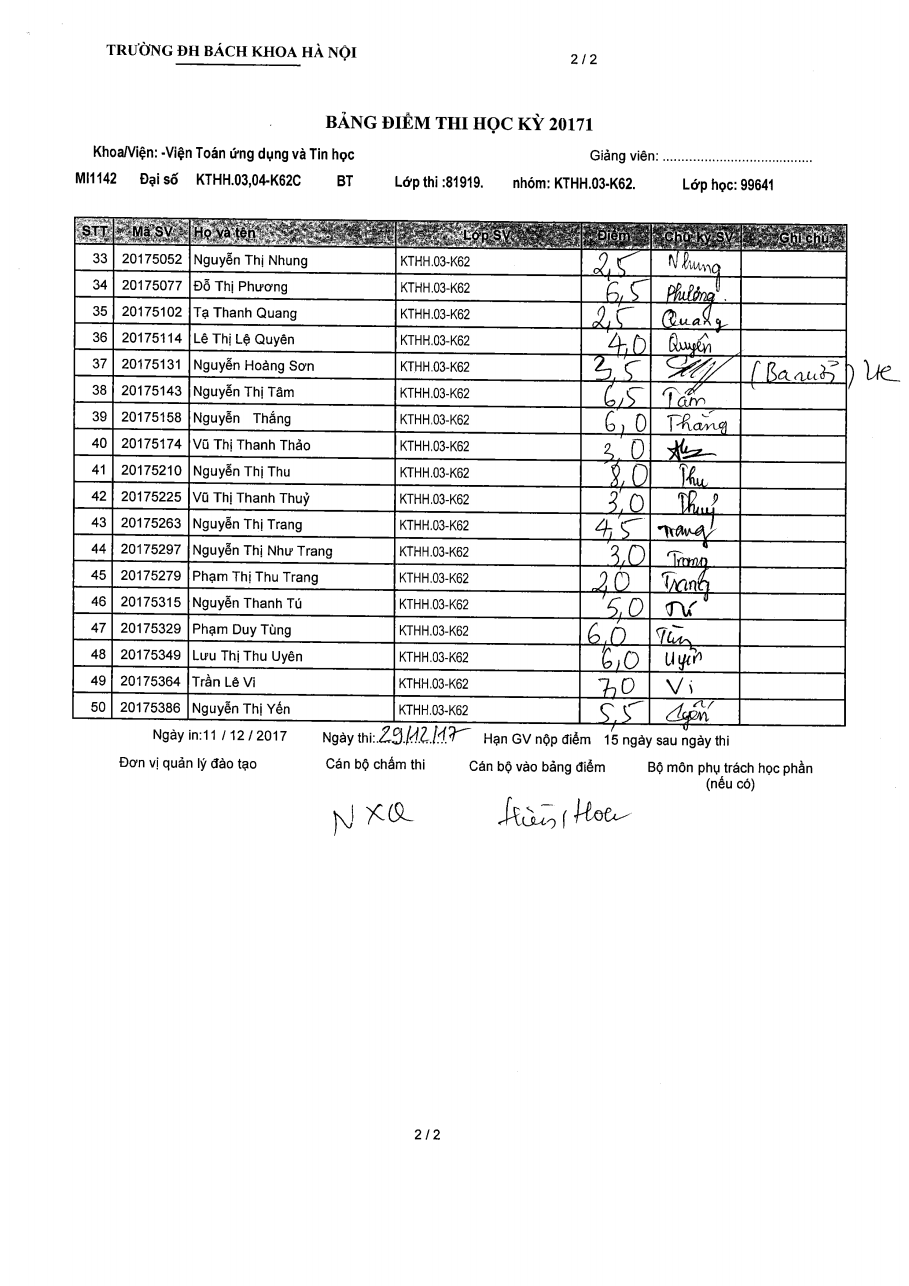 TRƯỜNG ĐH BÁCH KHOA HÀ NỘI 2 / 2
BẢNG ĐIỂM THI HỌC KỲ 20171
Khoa/Viện: -Viện Toán ứng dụng và Tin học Giảng viên: .......................................
MI1142 Đại số KTHH.03,04-K62C BT Lớp thi :81919. nhóm: KTHH.03-K62. Lớp học: 99641
STT Mã SV Họ và tên Lớp SV Điểm Chữ ký SV Ghi chú
33 20175052 Nguyễn Thị Nhung KTHH.03-K62 2,5 Nhung
34 20175077 Đỗ Thị Phương KTHH.03-K62 6,5 Phương
35 20175102 Tạ Thanh Quang KTHH.03-K62 2,5 Quang
36 20175114 Lê Thị Lệ Quyên KTHH.03-K62 4,0 Quyên
37 20175131 Nguyễn Hoàng Sơn KTHH.03-K62 3,5 (Ba rưỡi)
38 20175143 Nguyễn Thị Tâm KTHH.03-K62 6,5 Tâm
39 20175158 Nguyễn Thắng KTHH.03-K62 6,0 Thắng
40 20175174 Vũ Thị Thanh Thảo KTHH.03-K62 3,0
41 20175210 Nguyễn Thị Thu KTHH.03-K62 8,0 Thu
42 20175225 Vũ Thị Thanh Thuỷ KTHH.03-K62 3,0 Thuỷ
43 20175263 Nguyễn Thị Trang KTHH.03-K62 4,5 Trang
44 20175297 Nguyễn Thị Như Trang KTHH.03-K62 3,0 Trang
45 20175279 Phạm Thị Thu Trang KTHH.03-K62 2,0 Trang
46 20175315 Nguyễn Thanh Tú KTHH.03-K62 5,0 Tú
47 20175329 Phạm Duy Tùng KTHH.03-K62 6,0 Tùng
48 20175349 Lưu Thị Thu Uyên KTHH.03-K62 6,0 Uyên
49 20175364 Trần Lê Vi KTHH.03-K62 7,0 Vi
50 20175386 Nguyễn Thị Yến KTHH.03-K62 5,5 Yến
Ngày in:11 / 12 / 2017 Ngày thi: 29/12/17 Hạn GV nộp điểm 15 ngày sau ngày thi
Đơn vị quản lý đào tạo Cán bộ chấm thi Cán bộ vào bảng điểm Bộ môn phụ trách học phần
(nếu có)
NXQ Hiền/Hoa
2 / 2